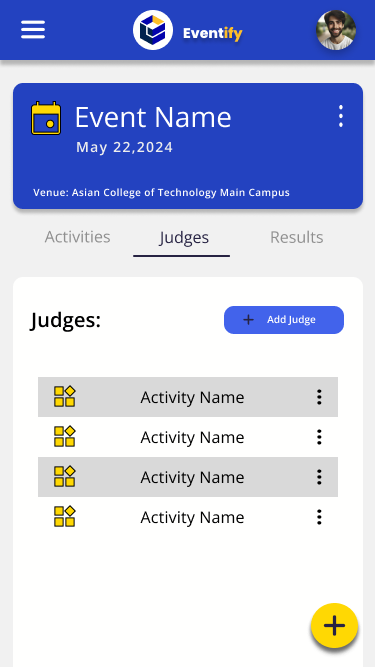 Eventify
Event Name
May 22,2024
Venue: Asian College of Technology Main Campus
Activities Judges Results
Judges:
Add Judge
Activity Name
Activity Name
Activity Name
Activity Name